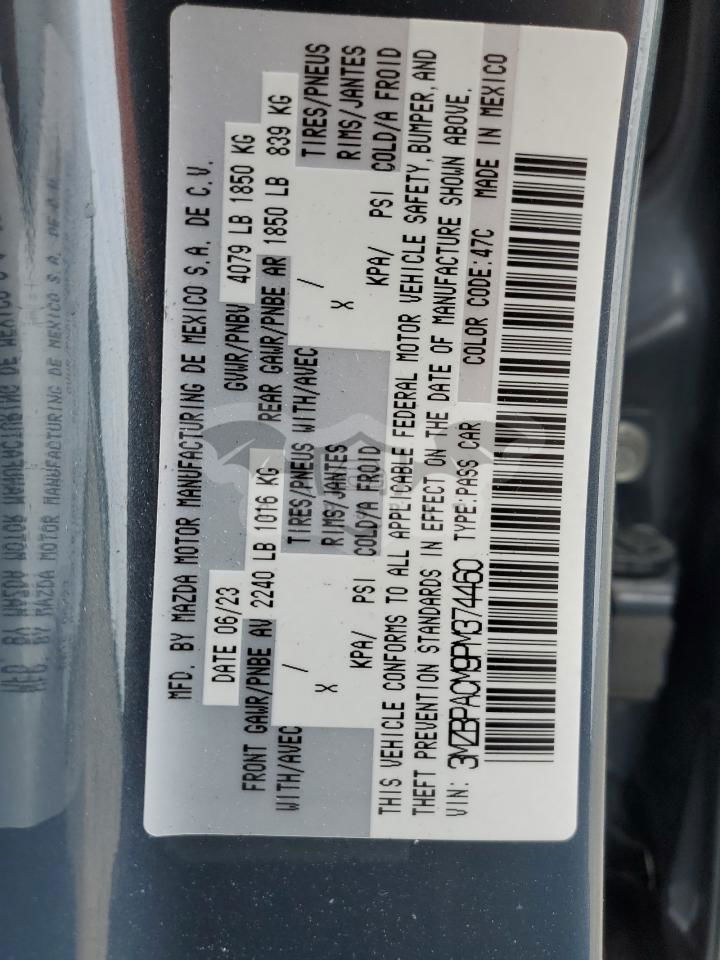 MFD. BY MAZDA MOTOR MANUFACTURING DE MEXICO S.A. DE C.V.
DATE 06/23 GVWR/PNBV 4079 LB 1850 KG
FRONT GAWR/PNBE AV 2240 LB 1016 KG REAR GAWR/PNBE AR 1850 LB 839 KG
WITH/AVEC / TIRES/PNEUS WITH/AVEC / TIRES/PNEUS
X RIMS/JANTES X RIMS/JANTES
KPA/ PSI COLD/A FROID KPA/ PSI COLD/A FROID
THIS VEHICLE CONFORMS TO ALL APPLICABLE FEDERAL MOTOR VEHICLE SAFETY, BUMPER, AND
THEFT PREVENTION STANDARDS IN EFFECT ON THE DATE OF MANUFACTURE SHOWN ABOVE.
VIN: 3MZBPACM9PM374460 TYPE:PASS CAR COLOR CODE:47C MADE IN MEXICO